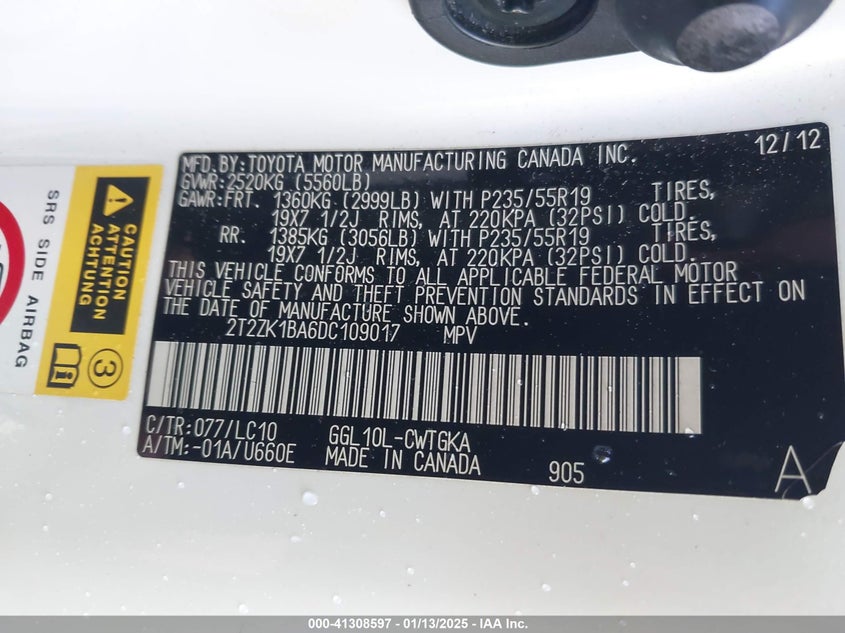 MFD.BY:TOYOTA MOTOR MANUFACTURING CANADA INC. 12/12
GVWR:2520KG (5560LB)
GAWR:FRT. 1360KG (2999LB) WITH P235/55R19 TIRES,
19X7 1/2J RIMS, AT 220KPA (32PSI) COLD.
RR. 1385KG (3056LB) WITH P235/55R19 TIRES,
19X7 1/2J RIMS, AT 220KPA (32PSI) COLD.
THIS VEHICLE CONFORMS TO ALL APPLICABLE FEDERAL MOTOR
VEHICLE SAFETY AND THEFT PREVENTION STANDARDS IN EFFECT ON
THE DATE OF MANUFACTURE SHOWN ABOVE.
2T2ZK1BA6DC109017 MPV
C/TR:077/LC10 GGL10L-CWTGKA
A/TM:-01A/U660E MADE IN CANADA 905 A
CAUTION
ATTENTION
ACHTUNG
3
SRS SIDE AIRBAG
000-41308597 - 01/13/2025 - IAA Inc.